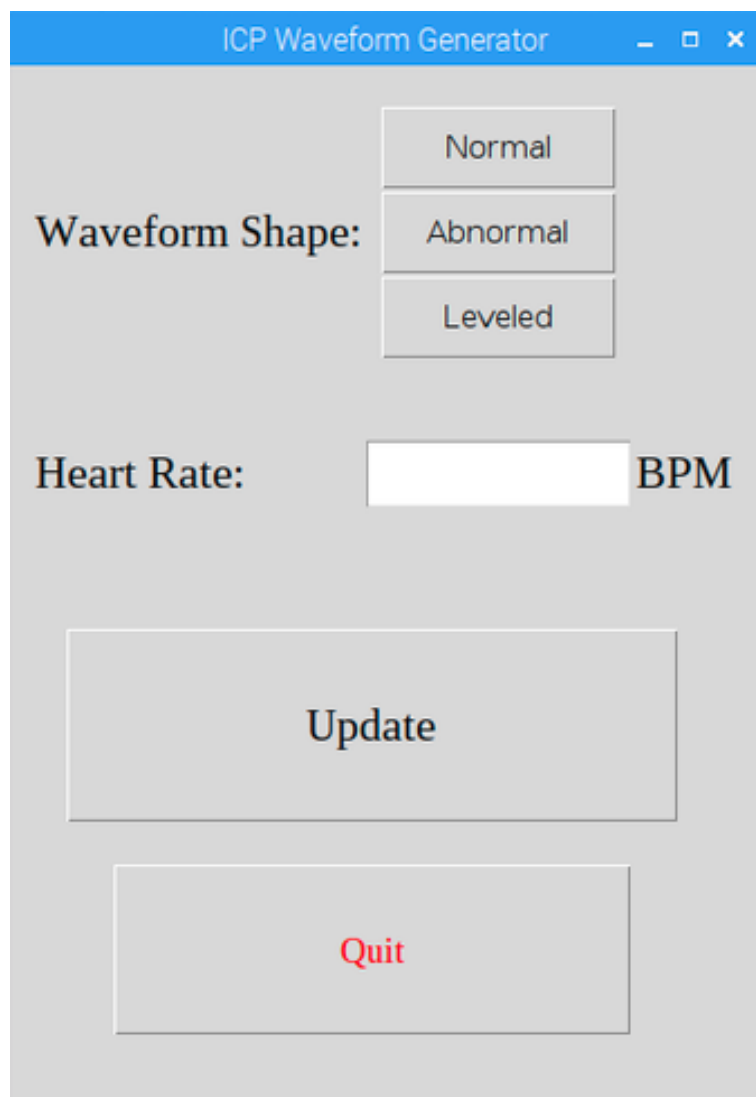 ICP Waveform Generator
Normal
Waveform Shape: Abnormal
Leveled
Heart Rate: BPM
Update
Quit